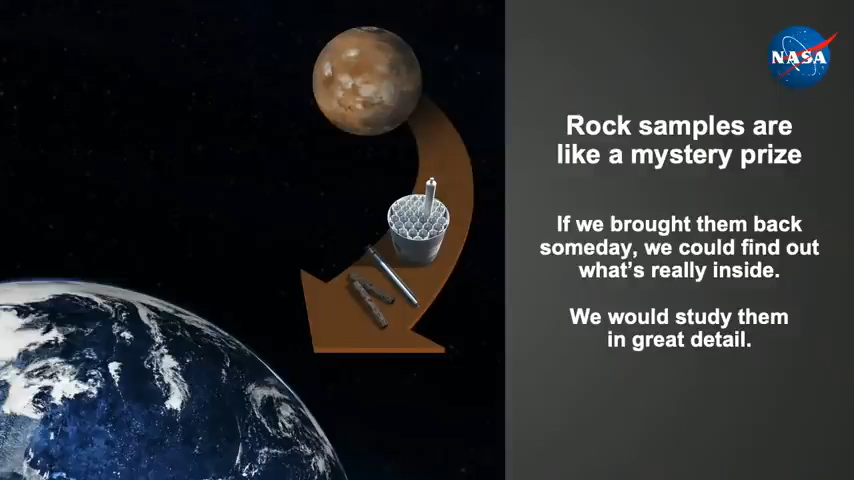 NASA
Rock samples are
like a mystery prize
If we brought them back
someday, we could find out
what's really inside.
We would study them
in great detail.